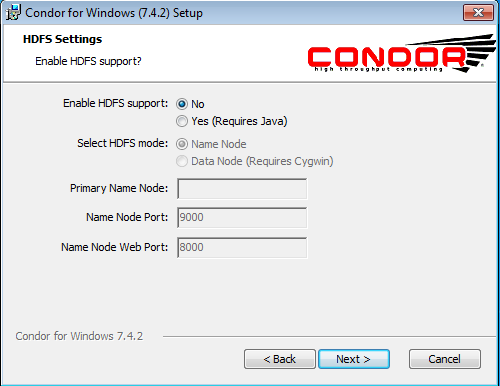 Condor for Windows (7.4.2) Setup
HDFS Settings
Enable HDFS support?
CONDOR
high throughput computing
Enable HDFS support: No
Yes (Requires Java)
Select HDFS mode: Name Node
Data Node (Requires Cygwin)
Primary Name Node:
Name Node Port: 9000
Name Node Web Port: 8000
Condor for Windows 7.4.2
< Back Next > Cancel